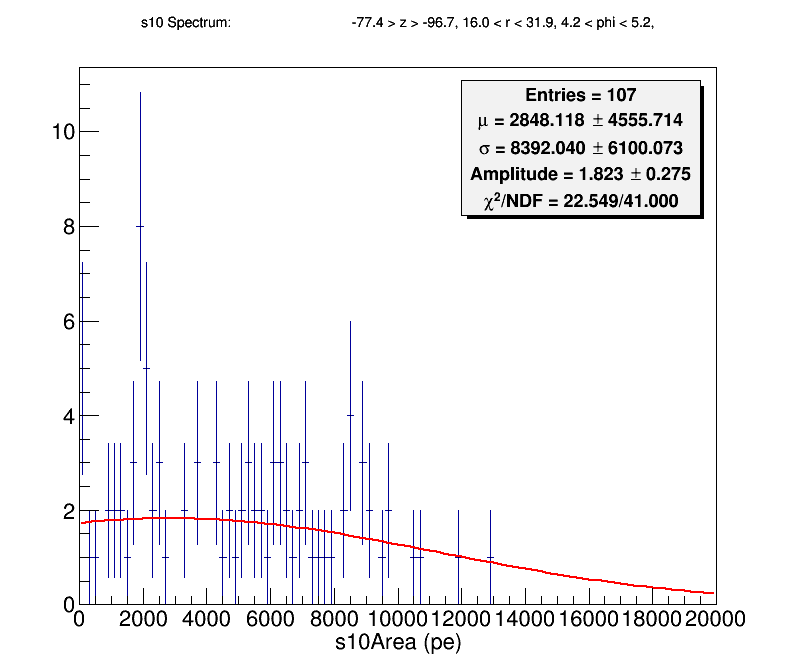 s10 Spectrum: -77.4 > z > -96.7, 16.0 < r < 31.9, 4.2 < phi < 5.2,
Entries = 107
μ = 2848.118 ± 4555.714
σ = 8392.040 ± 6100.073
Amplitude = 1.823 ± 0.275
χ²/NDF = 22.549/41.000
10
8
6
4
2
0
0 2000 4000 6000 8000 10000 12000 14000 16000 18000 20000
s10Area (pe)